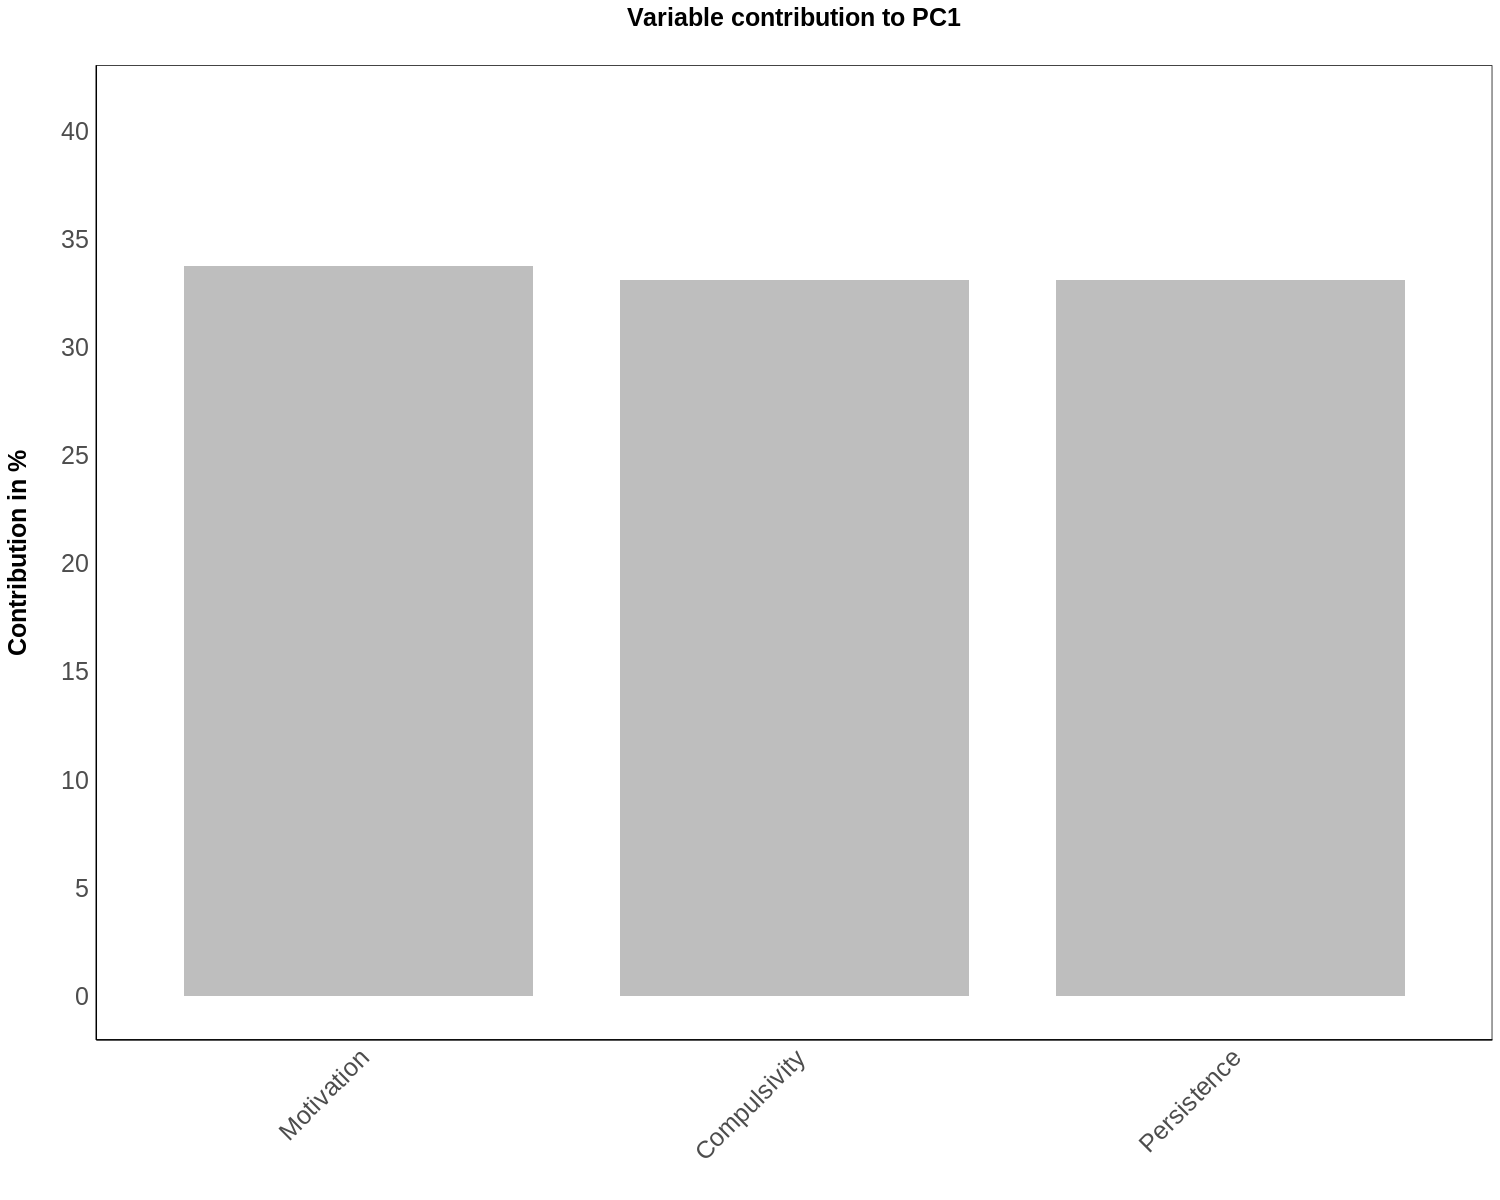 Variable contribution to PC1
Contribution in %
40
35
30
25
20
15
10
5
0
Motivation
Compulsivity
Persistence